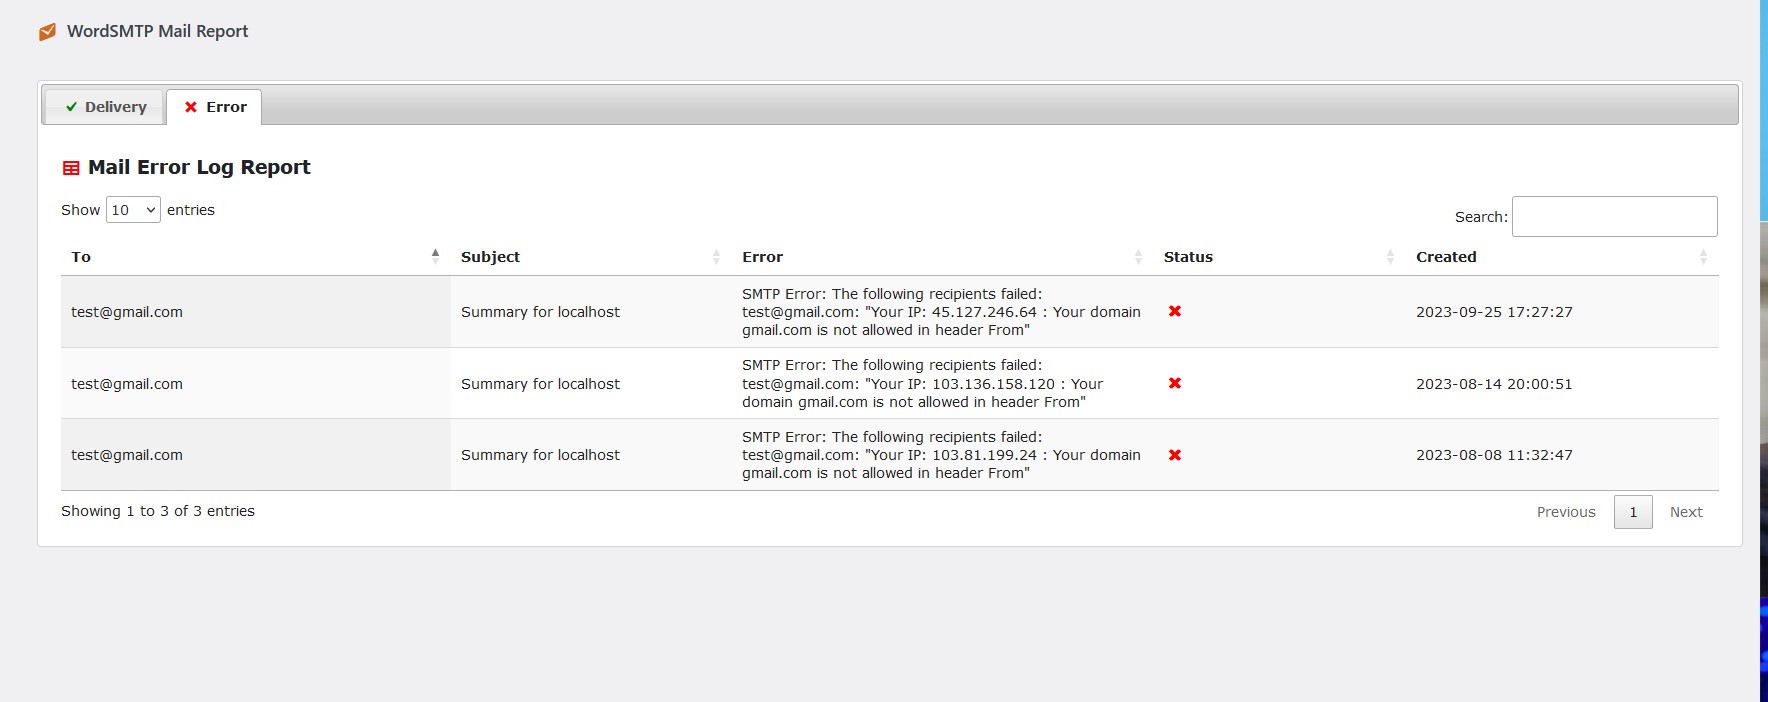 WordSMTP Mail Report
Delivery
Error
Mail Error Log Report
Show 10 entries
Search:
To Subject Error Status Created
test@gmail.com Summary for localhost SMTP Error: The following recipients failed:
test@gmail.com: "Your IP: 45.127.246.64 : Your domain
gmail.com is not allowed in header From" 2023-09-25 17:27:27
test@gmail.com Summary for localhost SMTP Error: The following recipients failed:
test@gmail.com: "Your IP: 103.136.158.120 : Your
domain gmail.com is not allowed in header From" 2023-08-14 20:00:51
test@gmail.com Summary for localhost SMTP Error: The following recipients failed:
test@gmail.com: "Your IP: 103.81.199.24 : Your domain
gmail.com is not allowed in header From" 2023-08-08 11:32:47
Showing 1 to 3 of 3 entries
Previous 1 Next